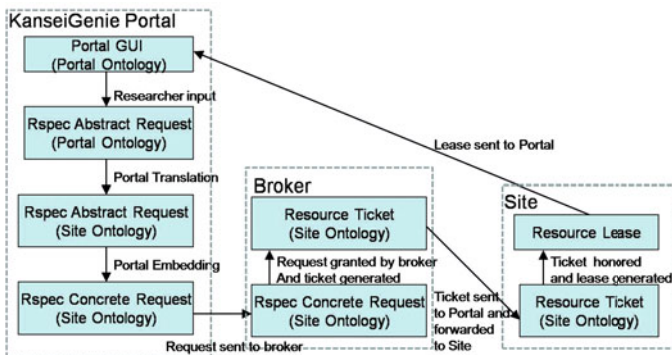 KanseiGenie Portal
Portal GUI
(Portal Ontology)
Researcher input
Rspec Abstract Request
(Portal Ontology)
Portal Translation
Rspec Abstract Request
(Site Ontology)
Portal Embedding
Rspec Concrete Request
(Site Ontology)
Request sent to broker
Broker
Resource Ticket
(Site Ontology)
Request granted by broker
And ticket generated
Rspec Concrete Request
(Site Ontology)
Lease sent to Portal
Ticket sent
to Portal and
forwarded
to Site
Site
Resource Lease
Ticket honored
and lease generated
Resource Ticket
(Site Ontology)